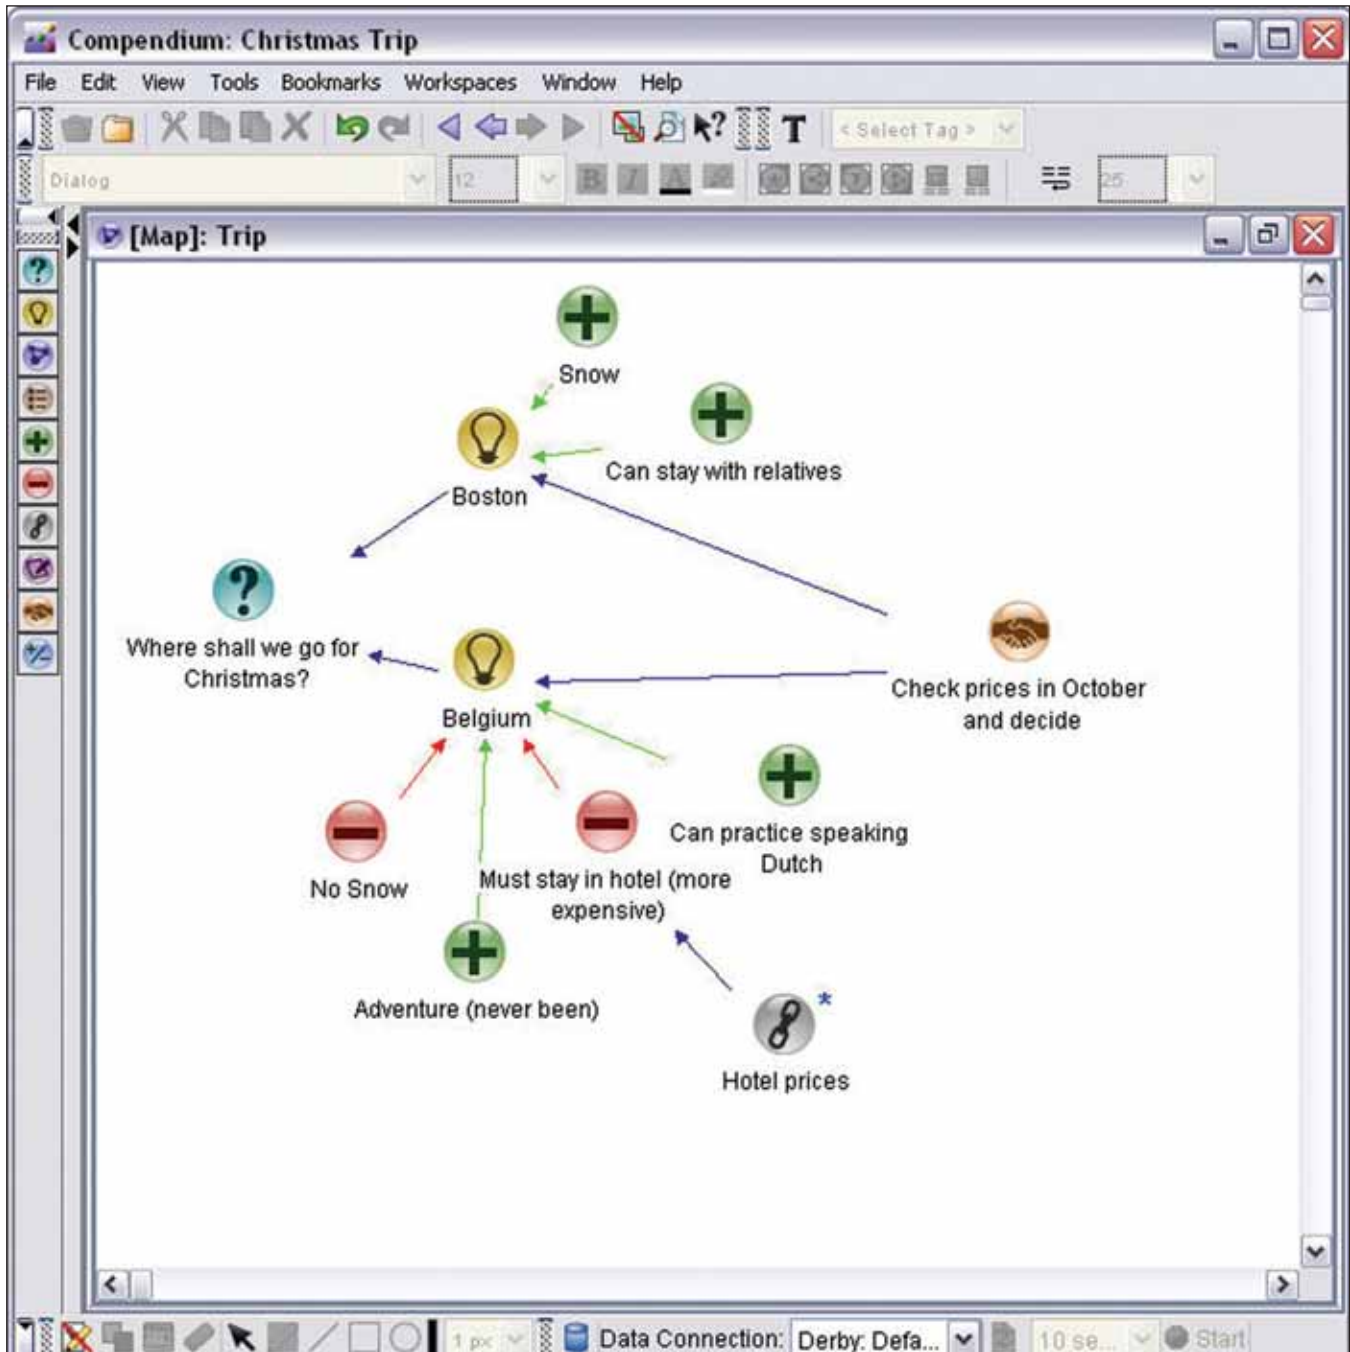 Compendium: Christmas Trip
File Edit View Tools Bookmarks Workspaces Window Help
T < Select Tag >
Dialog 12 B I A 25
[Map]: Trip
Snow
Can stay with relatives
Boston
Where shall we go for
Christmas?
Belgium
Check prices in October
and decide
Can practice speaking
Dutch
No Snow
Must stay in hotel (more
expensive)
Adventure (never been)
*
Hotel prices
1 px Data Connection: Derby: Defa... 10 se... Start